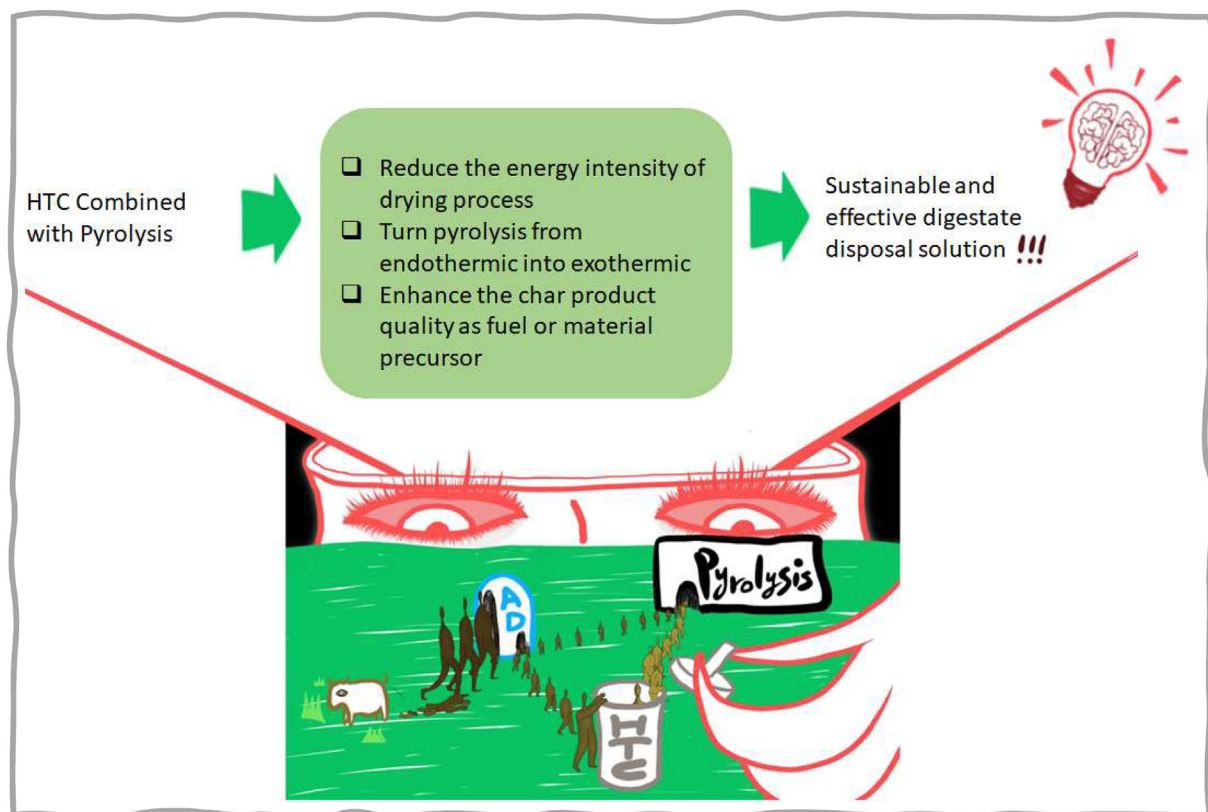 HTC Combined
with Pyrolysis
❑ Reduce the energy intensity of
drying process
❑ Turn pyrolysis from
endothermic into exothermic
❑ Enhance the char product
quality as fuel or material
precursor
Sustainable and
effective digestate
disposal solution !!!
AD
Pyrolysis
HTC